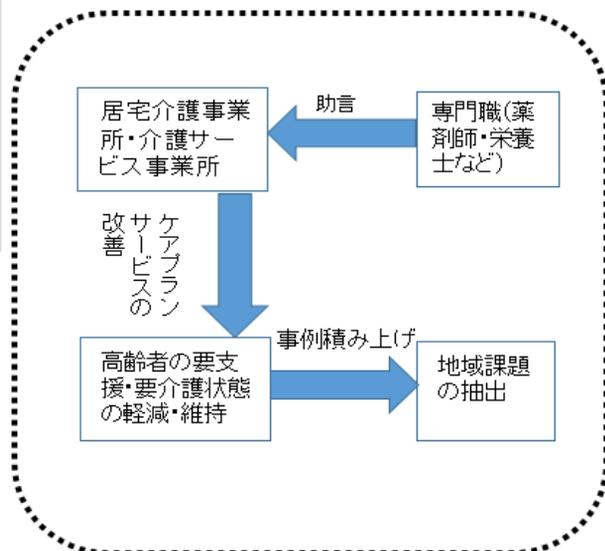 居宅介護事業
所・介護サー
ビス事業所
助言
専門職(薬
剤師・栄養
士など)
ケアプラン
サービスの
改善
高齢者の要支
援・要介護状態
の軽減・維持
事例積み上げ
地域課題
の抽出